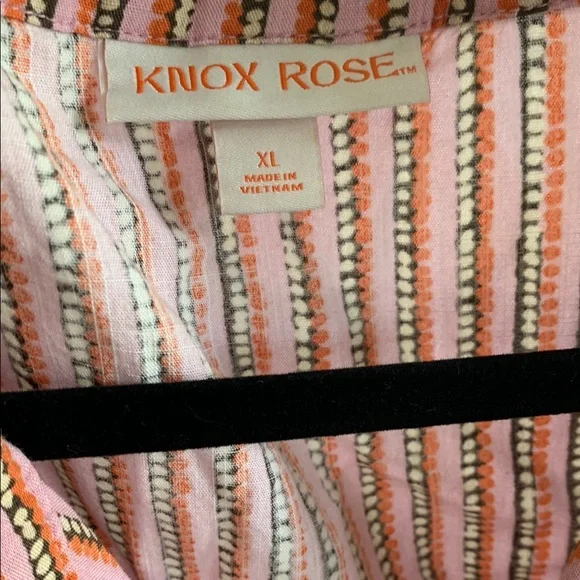 KNOX ROSE™
XL
MADE IN
VIETNAM